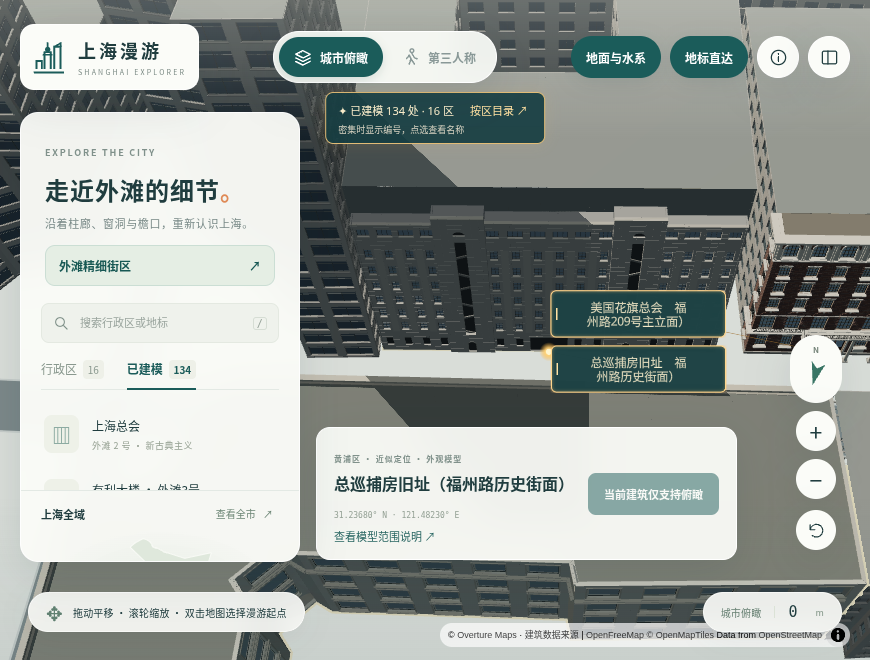 上海漫游
SHANGHAI EXPLORER
城市俯瞰
第三人称
地面与水系
地标直达
✦ 已建模 134 处 · 16 区 按区目录 ↗
密集时显示编号，点选查看名称
EXPLORE THE CITY
走近外滩的细节。
沿着柱廊、窗洞与檐口，重新认识上海。
外滩精细街区 ↗
搜索行政区或地标 /
行政区 16
已建模 134
上海总会
外滩 2 号 · 新古典主义
有利大楼 · 外滩3号
上海全域
查看全市 ↗
美国花旗总会 福
州路209号主立面）
总巡捕房旧址 福
州路历史街面）
N
黄浦区 · 近似定位 · 外观模型
总巡捕房旧址（福州路历史街面）
31.23680° N · 121.48230° E
查看模型范围说明 ↗
当前建筑仅支持俯瞰
拖动平移 · 滚轮缩放 · 双击地图选择漫游起点
城市俯瞰 0 m
© Overture Maps · 建筑数据来源 | OpenFreeMap © OpenMapTiles Data from OpenStreetMap